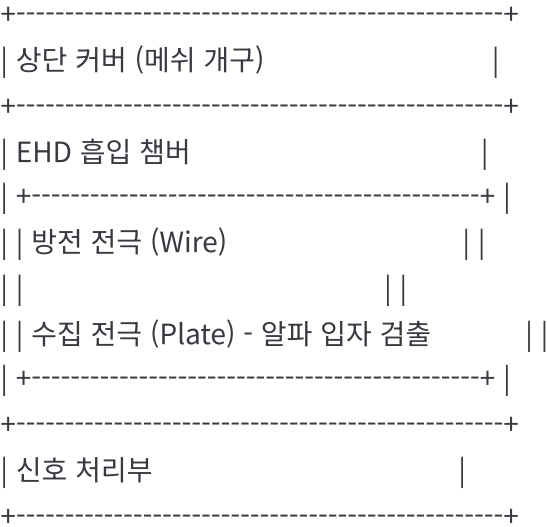 +--------------------------------------------------+
| 상단 커버 (메쉬 개구) |
+--------------------------------------------------+
| EHD 흡입 챔버 |
| +----------------------------------------------+ |
| | 방전 전극 (Wire) | |
| | | |
| | 수집 전극 (Plate) - 알파 입자 검출 | |
| +----------------------------------------------+ |
+--------------------------------------------------+
| 신호 처리부 |
+--------------------------------------------------+